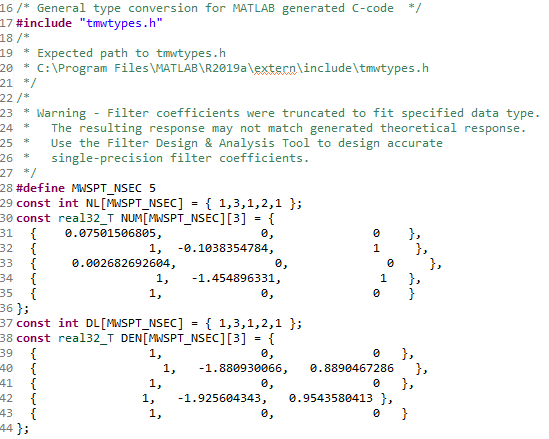 16 /* General type conversion for MATLAB generated C-code  */
17 #include "tmwtypes.h"
18 /*
19  * Expected path to tmwtypes.h
20  * C:\Program Files\MATLAB\R2019a\extern\include\tmwtypes.h
21  */
22 /*
23  * Warning - Filter coefficients were truncated to fit specified data type.
24  *   The resulting response may not match generated theoretical response.
25  *   Use the Filter Design & Analysis Tool to design accurate
26  *   single-precision filter coefficients.
27  */
28 #define MWSPT_NSEC 5
29 const int NL[MWSPT_NSEC] = { 1,3,1,2,1 };
30 const real32_T NUM[MWSPT_NSEC][3] = {
31   {    0.07501506805,              0,              0    },
32   {                1,  -0.1038354784,              1     },
33   {     0.002682692604,              0,              0     },
34   {                 1,   -1.454896331,              1   },
35   {                1,              0,              0    }
36 };
37 const int DL[MWSPT_NSEC] = { 1,3,1,2,1 };
38 const real32_T DEN[MWSPT_NSEC][3] = {
39   {                1,              0,              0   },
40   {                  1,   -1.880930066,   0.8890467286   },
41   {                1,              0,              0   },
42   {               1,   -1.925604343,   0.9543580413 },
43   {                1,              0,              0   }
44 };